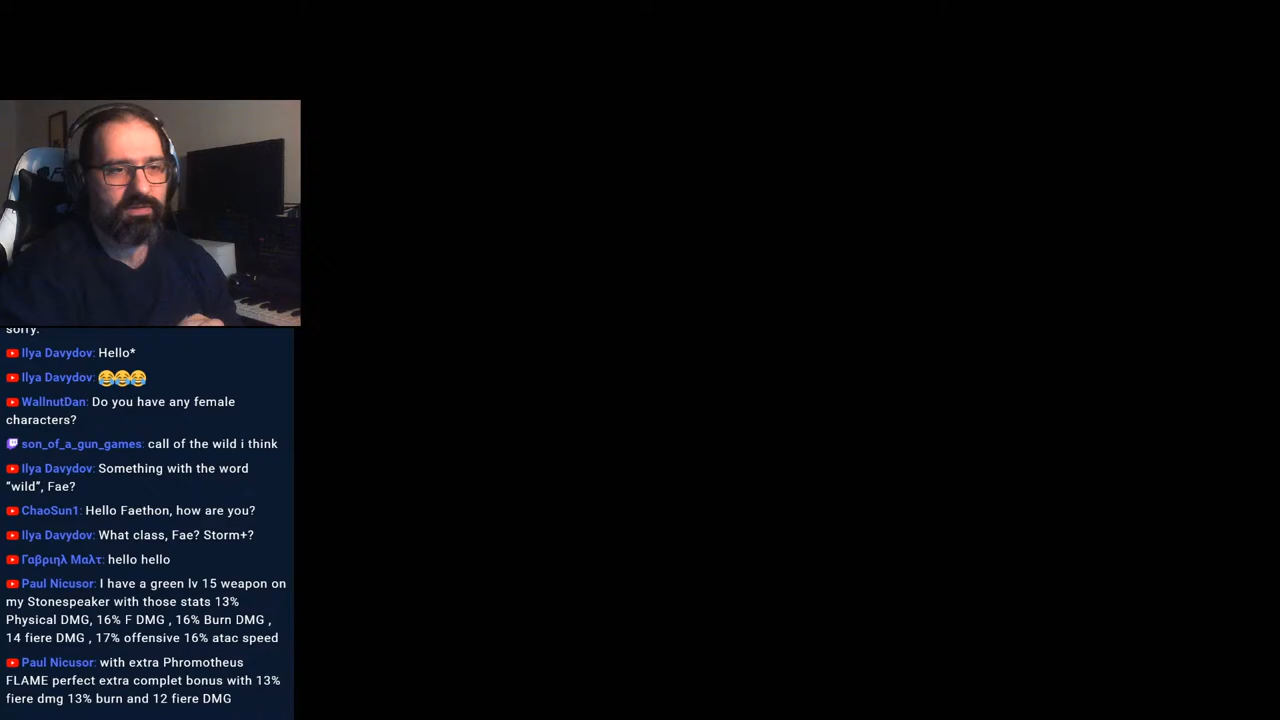 sorry.
Ilya Davydov: Hello*
Ilya Davydov: 😂😂😂
WallnutDan: Do you have any female
characters?
son_of_a_gun_games: call of the wild i think
Ilya Davydov: Something with the word
“wild”, Fae?
ChaoSun1: Hello Faethon, how are you?
Ilya Davydov: What class, Fae? Storm+?
Γαβριηλ Μαλτ: hello hello
Paul Nicusor: I have a green lv 15 weapon on
my Stonespeaker with those stats 13%
Physical DMG, 16% F DMG , 16% Burn DMG ,
14 fiere DMG , 17% offensive 16% atac speed
Paul Nicusor: with extra Phromotheus
FLAME perfect extra complet bonus with 13%
fiere dmg 13% burn and 12 fiere DMG